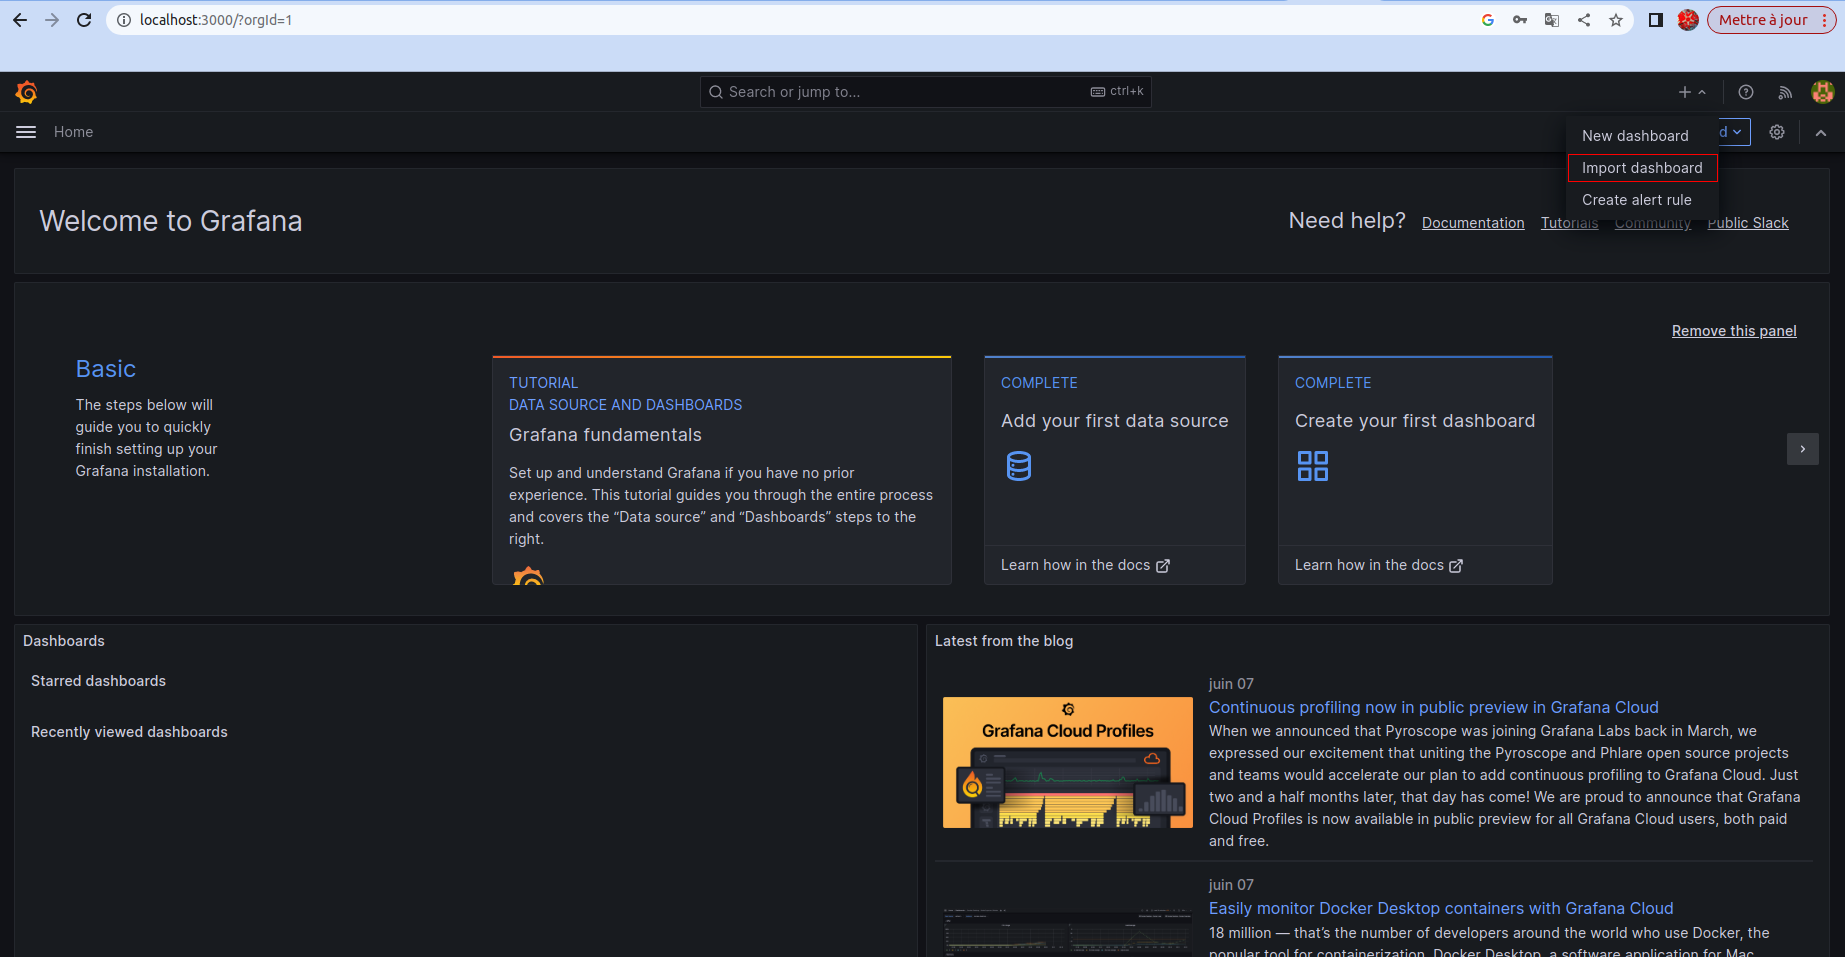 localhost:3000/?orgId=1
Mettre à jour
Search or jump to...
ctrl+k
Home
d
New dashboard
Import dashboard
Create alert rule
Welcome to Grafana
Need help?
Documentation
Tutorials
Community
Public Slack
Remove this panel
Basic
The steps below will
guide you to quickly
finish setting up your
Grafana installation.
TUTORIAL
DATA SOURCE AND DASHBOARDS
Grafana fundamentals
Set up and understand Grafana if you have no prior
experience. This tutorial guides you through the entire process
and covers the “Data source” and “Dashboards” steps to the
right.
COMPLETE
Add your first data source
Learn how in the docs
COMPLETE
Create your first dashboard
Learn how in the docs
Dashboards
Starred dashboards
Recently viewed dashboards
Latest from the blog
Grafana Cloud Profiles
juin 07
Continuous profiling now in public preview in Grafana Cloud
When we announced that Pyroscope was joining Grafana Labs back in March, we
expressed our excitement that uniting the Pyroscope and Phlare open source projects
and teams would accelerate our plan to add continuous profiling to Grafana Cloud. Just
two and a half months later, that day has come! We are proud to announce that Grafana
Cloud Profiles is now available in public preview for all Grafana Cloud users, both paid
and free.
juin 07
Easily monitor Docker Desktop containers with Grafana Cloud
18 million — that’s the number of developers around the world who use Docker, the
popular tool for containerization. Docker Desktop, a software application for Mac,